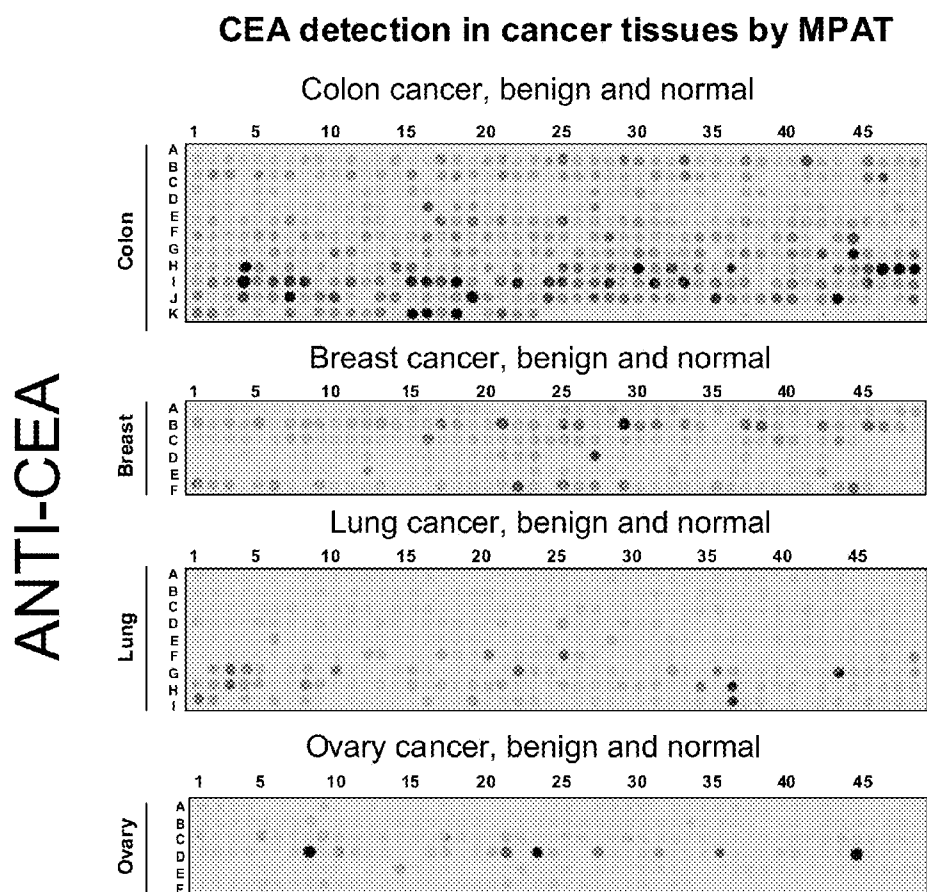 CEA detection in cancer tissues by MPAT
ANTI-CEA
Colon cancer, benign and normal
1 5 10 15 20 25 30 35 40 45
Colon
A
B
C
D
E
F
G
H
I
J
K
Breast cancer, benign and normal
1 5 10 15 20 25 30 35 40 45
Breast
A
B
C
D
E
F
Lung cancer, benign and normal
1 5 10 15 20 25 30 35 40 45
Lung
A
B
C
D
E
F
G
H
I
Ovary cancer, benign and normal
1 5 10 15 20 25 30 35 40 45
Ovary
A
B
C
D
E
F